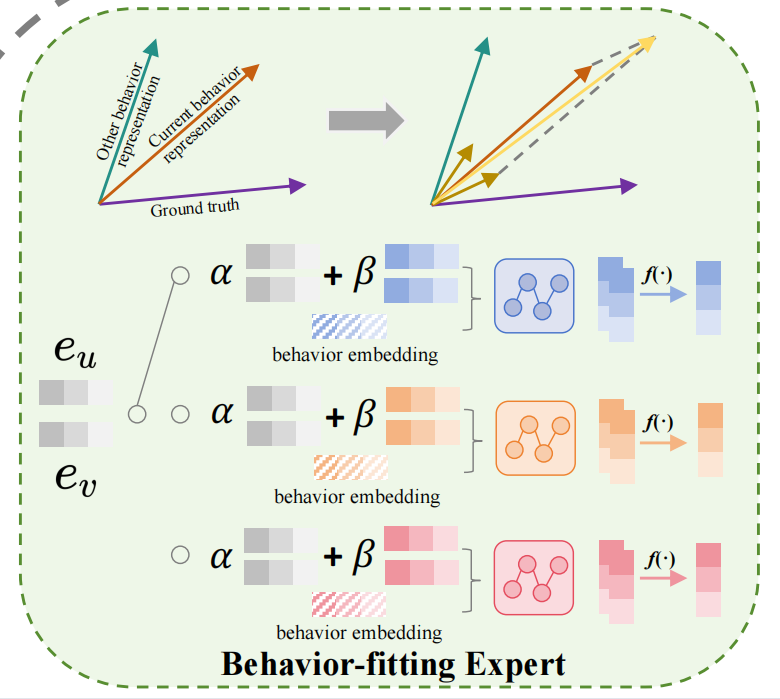 Other behavior
representation
Current behavior
representation
Ground truth
α + β
f(·)
behavior embedding
e_u
α + β
f(·)
e_v
behavior embedding
α + β
f(·)
behavior embedding
Behavior-fitting Expert